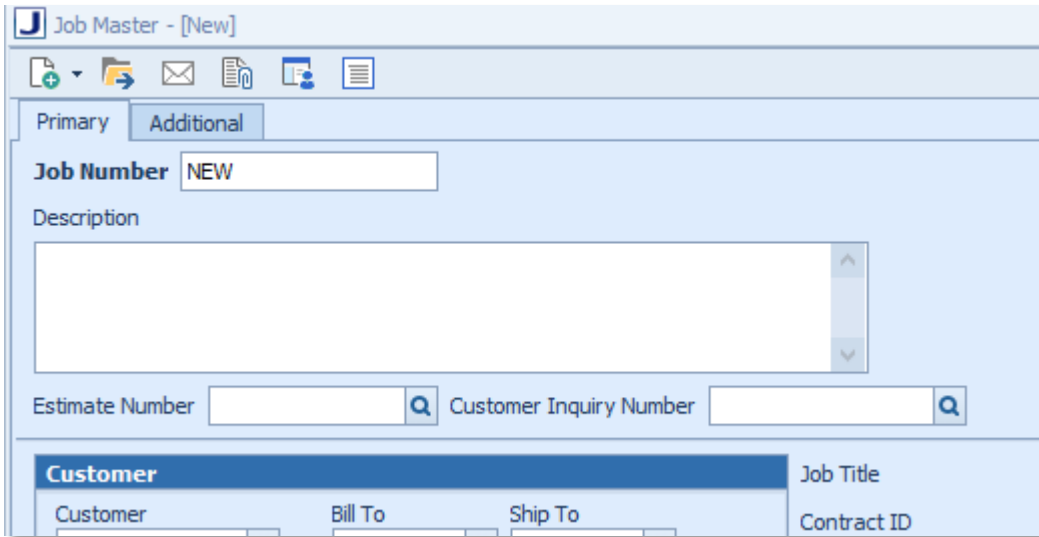 J Job Master - [New]
Primary Additional
Job Number NEW
Description
Estimate Number Customer Inquiry Number
Customer Job Title
Customer Bill To Ship To Contract ID